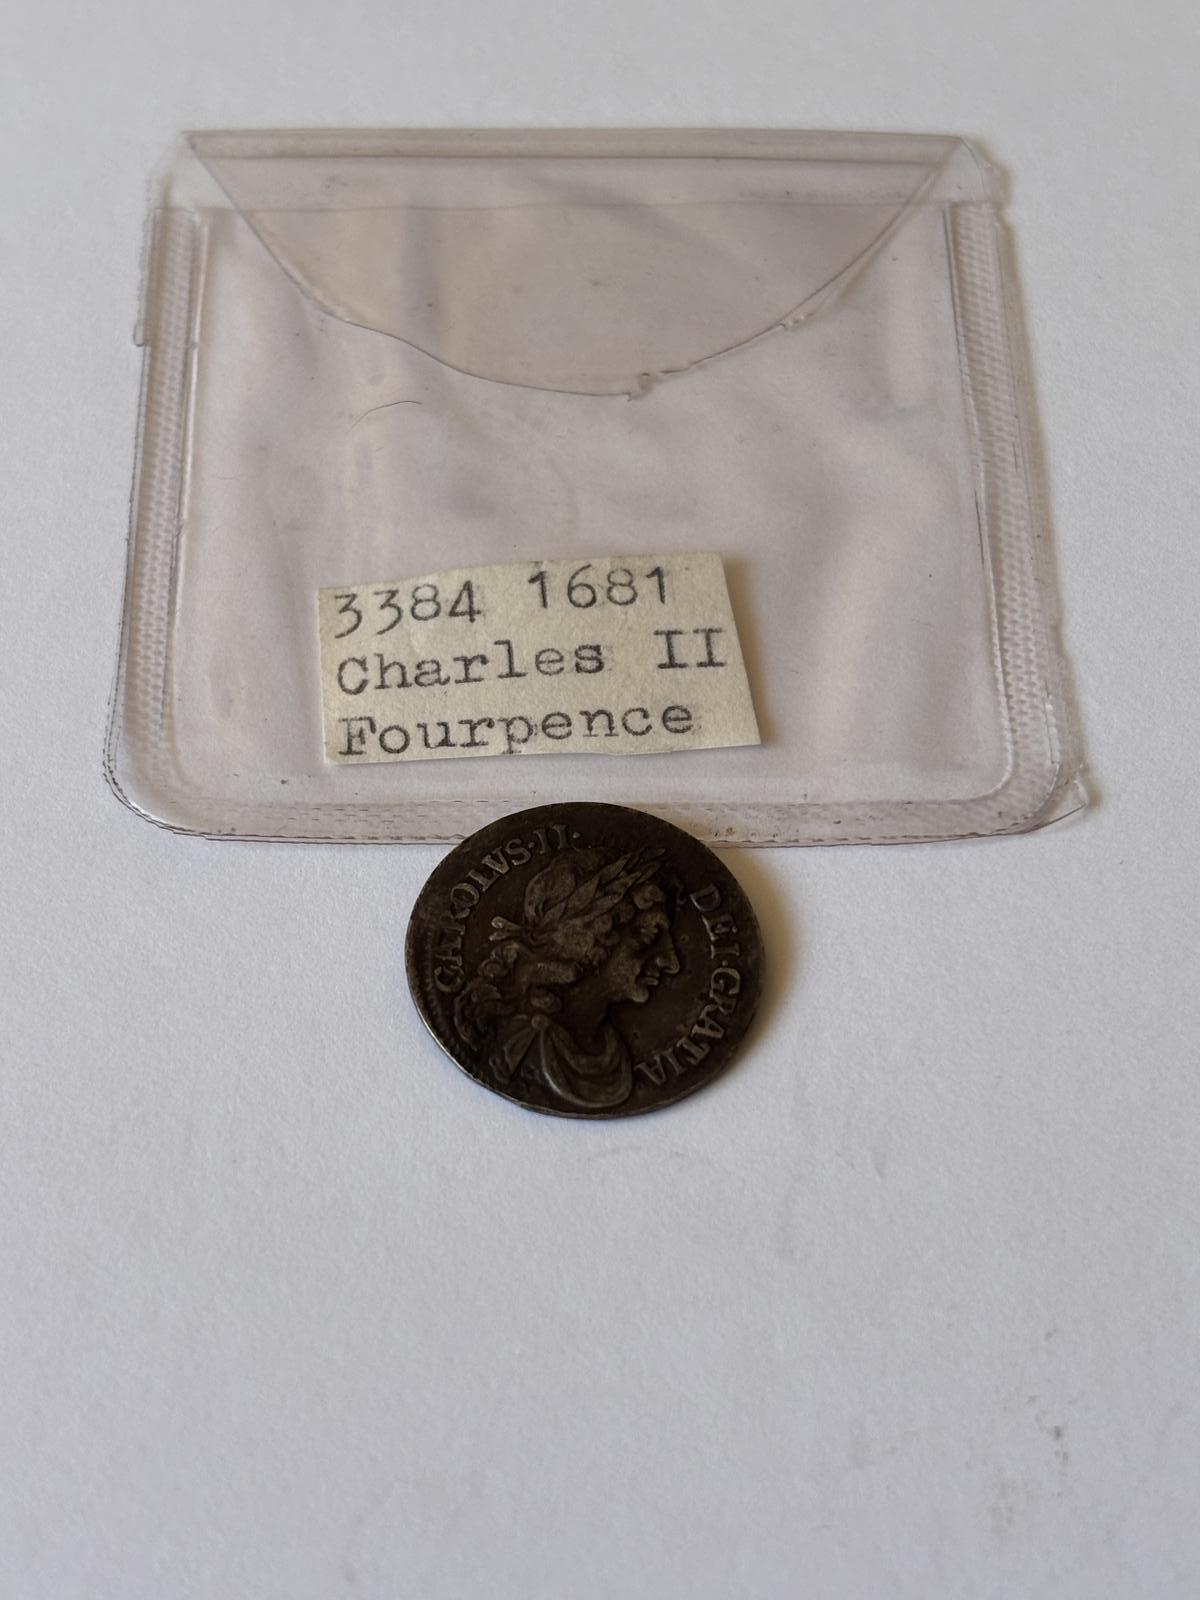 3384 1681
Charles II
Fourpence
CAROLVS·II·
DEI·GRATIA